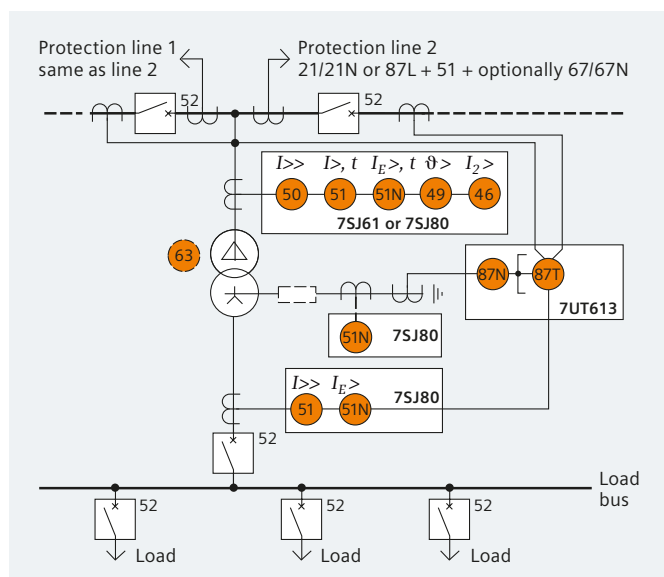 Protection line 1
same as line 2
Protection line 2
21/21N or 87L + 51 + optionally 67/67N
52
52
I>> I>, t IE>, t ϑ> I2>
50 51 51N 49 46
7SJ61 or 7SJ80
63
87N 87T
7UT613
51N 7SJ80
I>> IE> 7SJ80
51 51N
52
Load
bus
52 52 52
Load Load Load